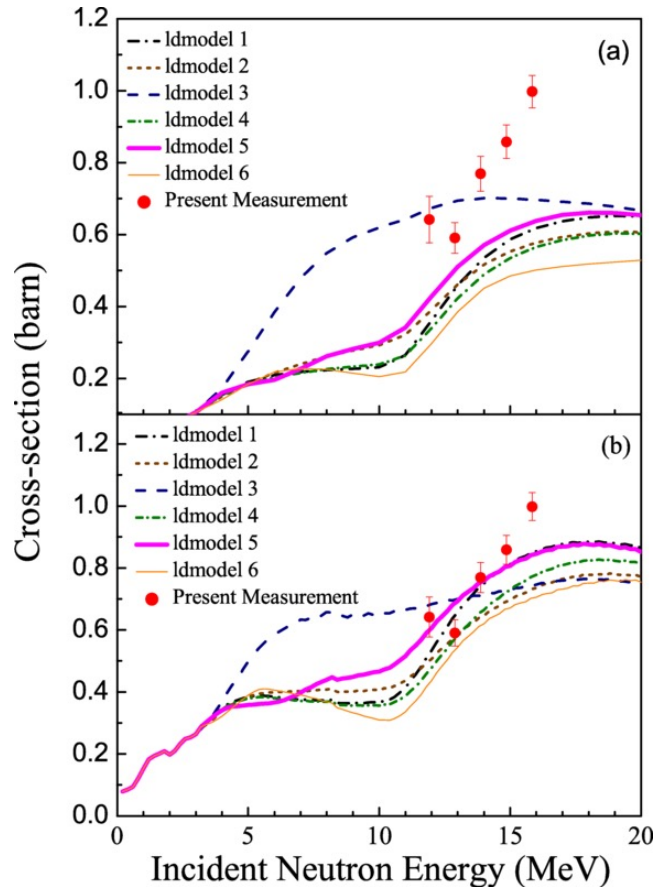 1.2
(a)
ldmodel 1
ldmodel 2
1.0
ldmodel 3
ldmodel 4
0.8
ldmodel 5
ldmodel 6
Present Measurement
0.6
0.4
0.2
Cross-section (barn)
1.2
(b)
ldmodel 1
ldmodel 2
1.0
ldmodel 3
ldmodel 4
0.8
ldmodel 5
ldmodel 6
Present Measurement
0.6
0.4
0.2
0.0
0 5 10 15 20
Incident Neutron Energy (MeV)